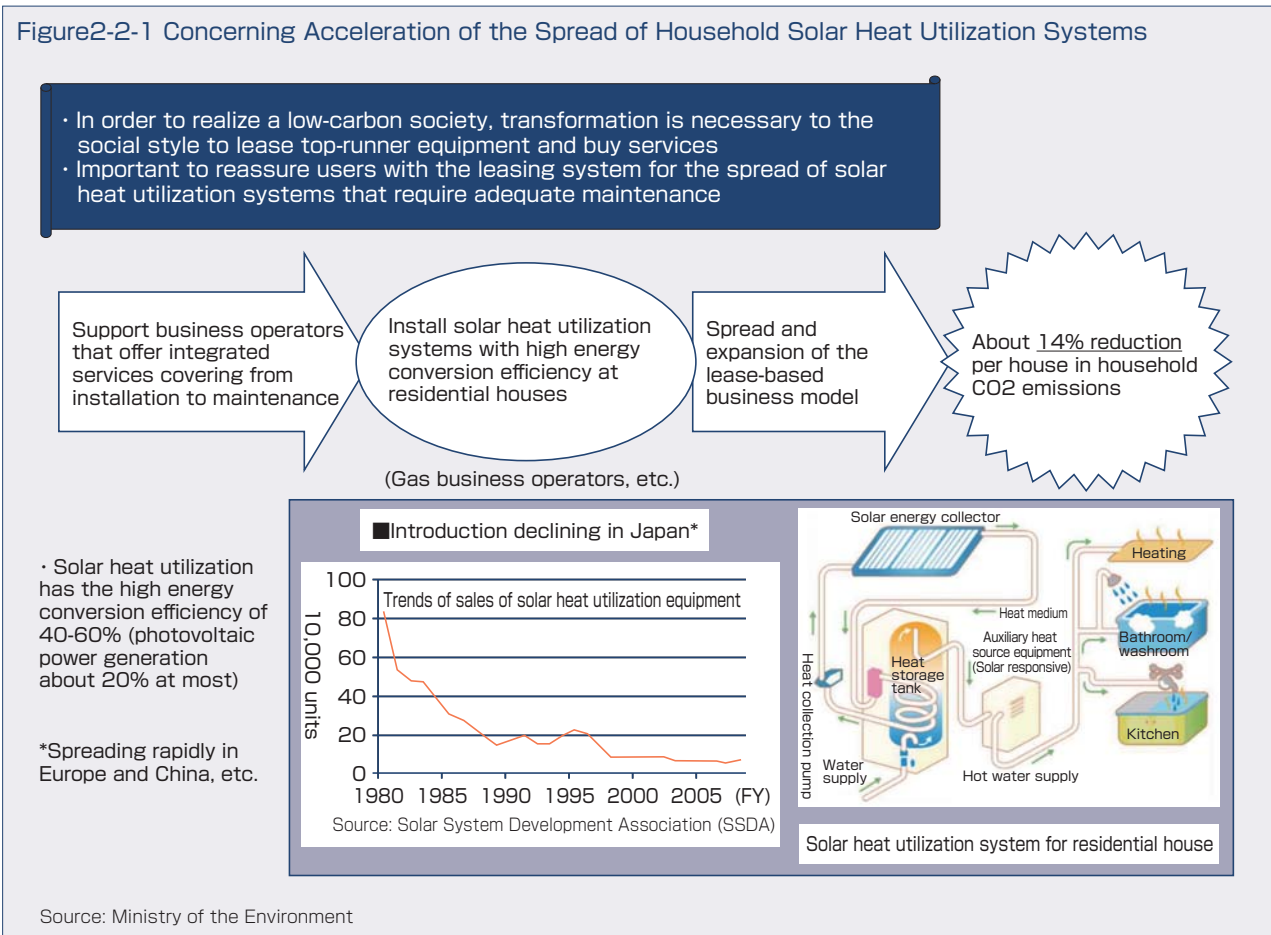 Figure2-2-1 Concerning Acceleration of the Spread of Household Solar Heat Utilization Systems
・In order to realize a low-carbon society, transformation is necessary to the
social style to lease top-runner equipment and buy services
・Important to reassure users with the leasing system for the spread of solar
heat utilization systems that require adequate maintenance
Support business operators
that offer integrated
services covering from
installation to maintenance
Install solar heat utilization
systems with high energy
conversion efficiency at
residential houses
(Gas business operators, etc.)
Spread and
expansion of the
lease-based
business model
About 14% reduction
per house in household
CO2 emissions
・Solar heat utilization
has the high energy
conversion efficiency of
40-60% (photovoltaic
power generation
about 20% at most)
*Spreading rapidly in
Europe and China, etc.
■Introduction declining in Japan*
Trends of sales of solar heat utilization equipment
10,000 units
100
80
60
40
20
0
1980 1985 1990 1995 2000 2005 (FY)
Source: Solar System Development Association (SSDA)
Solar energy collector
Heating
Heat medium
Auxiliary heat
source equipment
(Solar responsive)
Bathroom/
washroom
Heat
storage
tank
Heat collection pump
Kitchen
Water
supply
Hot water supply
Solar heat utilization system for residential house
Source: Ministry of the Environment